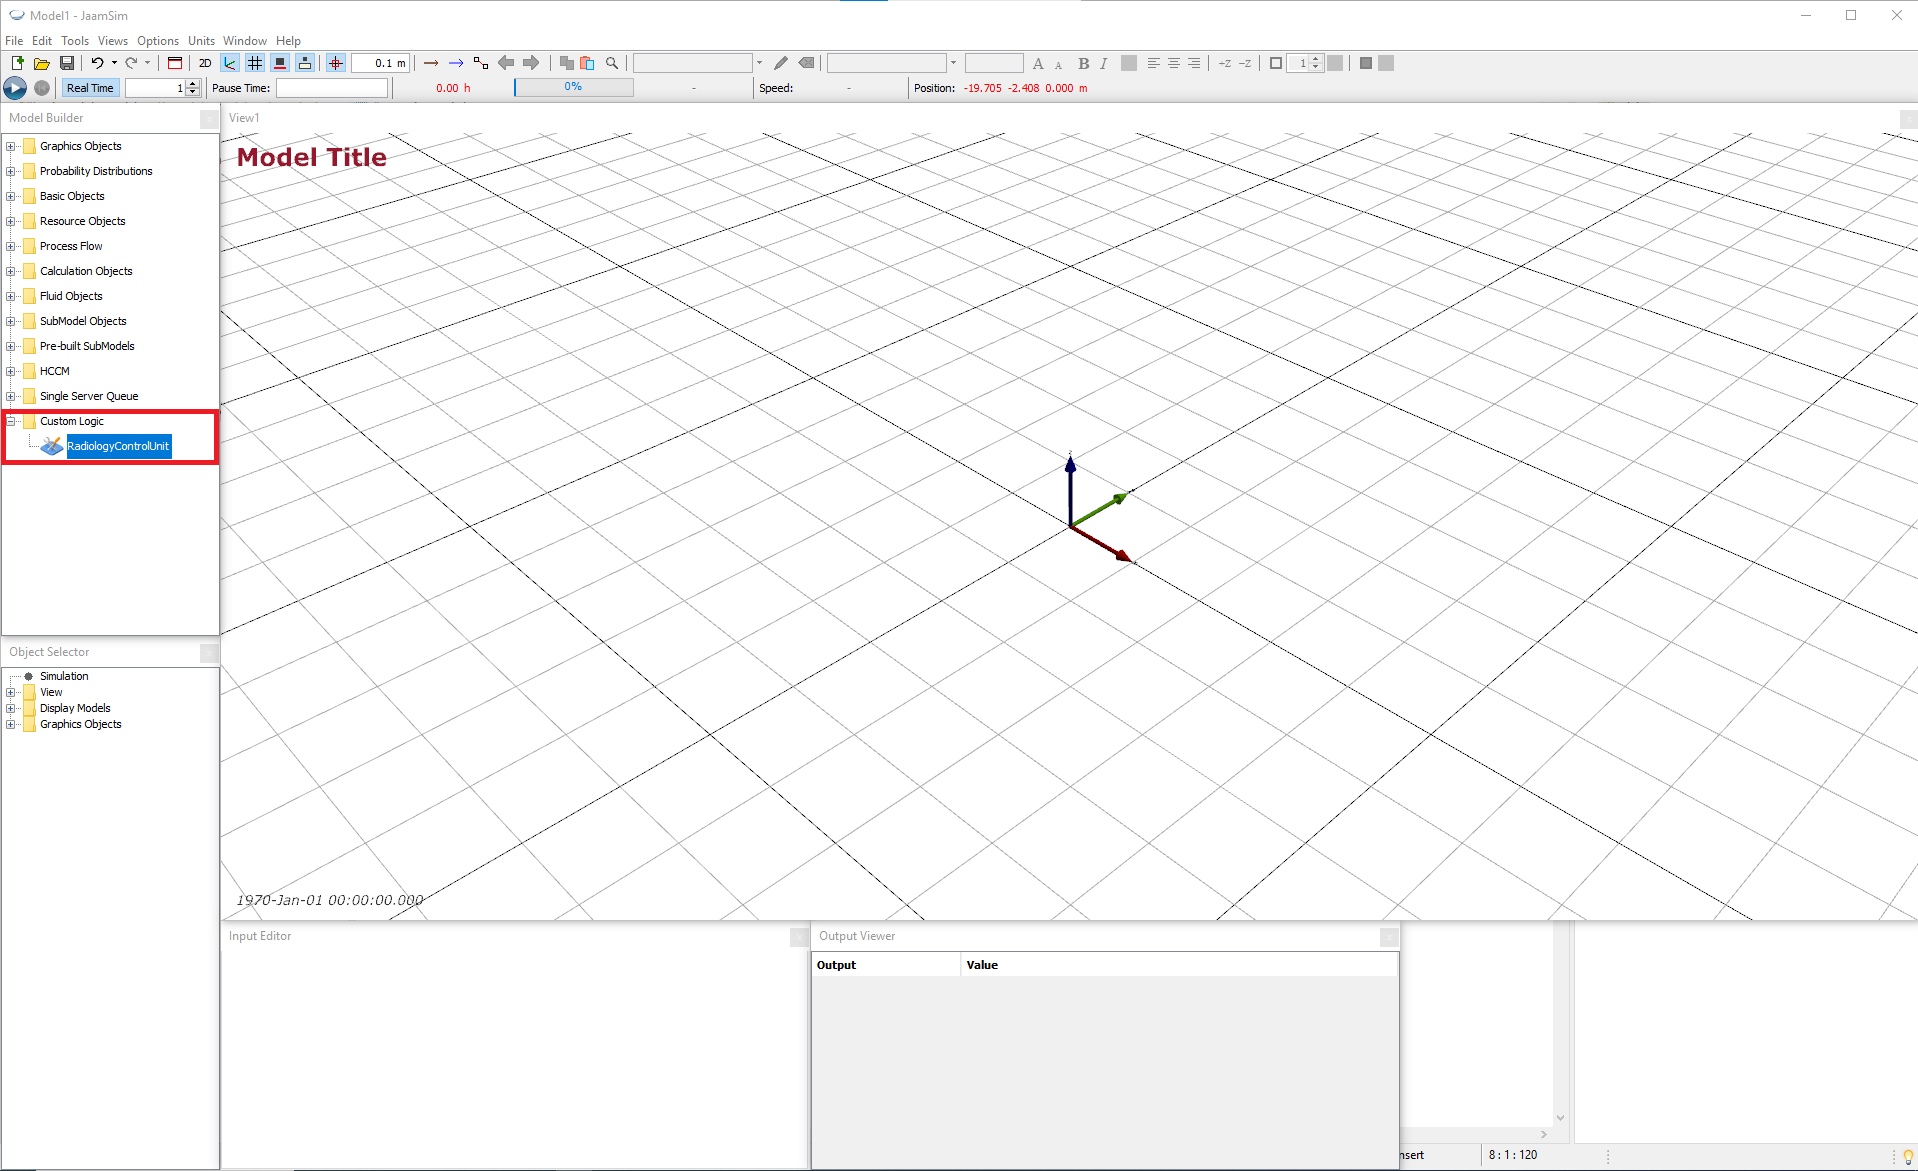 Model1 - JaamSim
File Edit Tools Views Options Units Window Help
2D 0.1 m A A B I +Z -Z 1
Real Time 1 Pause Time: 0.00 h 0% - Speed: - Position: -19.705 -2.408 0.000 m
Model Builder
View1
Graphics Objects
Probability Distributions
Basic Objects
Resource Objects
Process Flow
Calculation Objects
Fluid Objects
SubModel Objects
Pre-built SubModels
HCCM
Single Server Queue
Custom Logic
RadiologyControlUnit
Model Title
Object Selector
Simulation
View
Display Models
Graphics Objects
1970-Jan-01 00:00:00.000
Input Editor
Output Viewer
Output Value
nsert 8:1:120